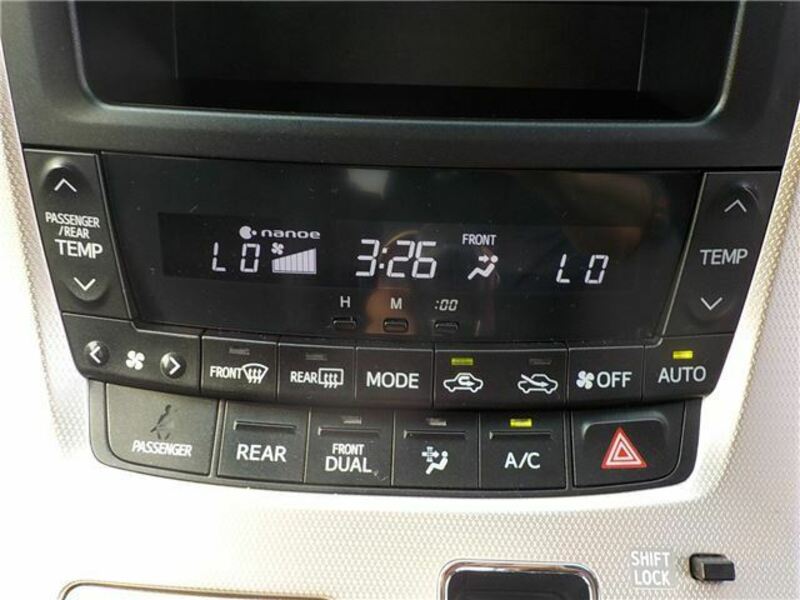 nanoe
LO 3:26 FRONT LO
PASSENGER
/REAR
TEMP
TEMP
H M :00
FRONT REAR MODE OFF AUTO
PASSENGER REAR FRONT
DUAL A/C
SHIFT
LOCK